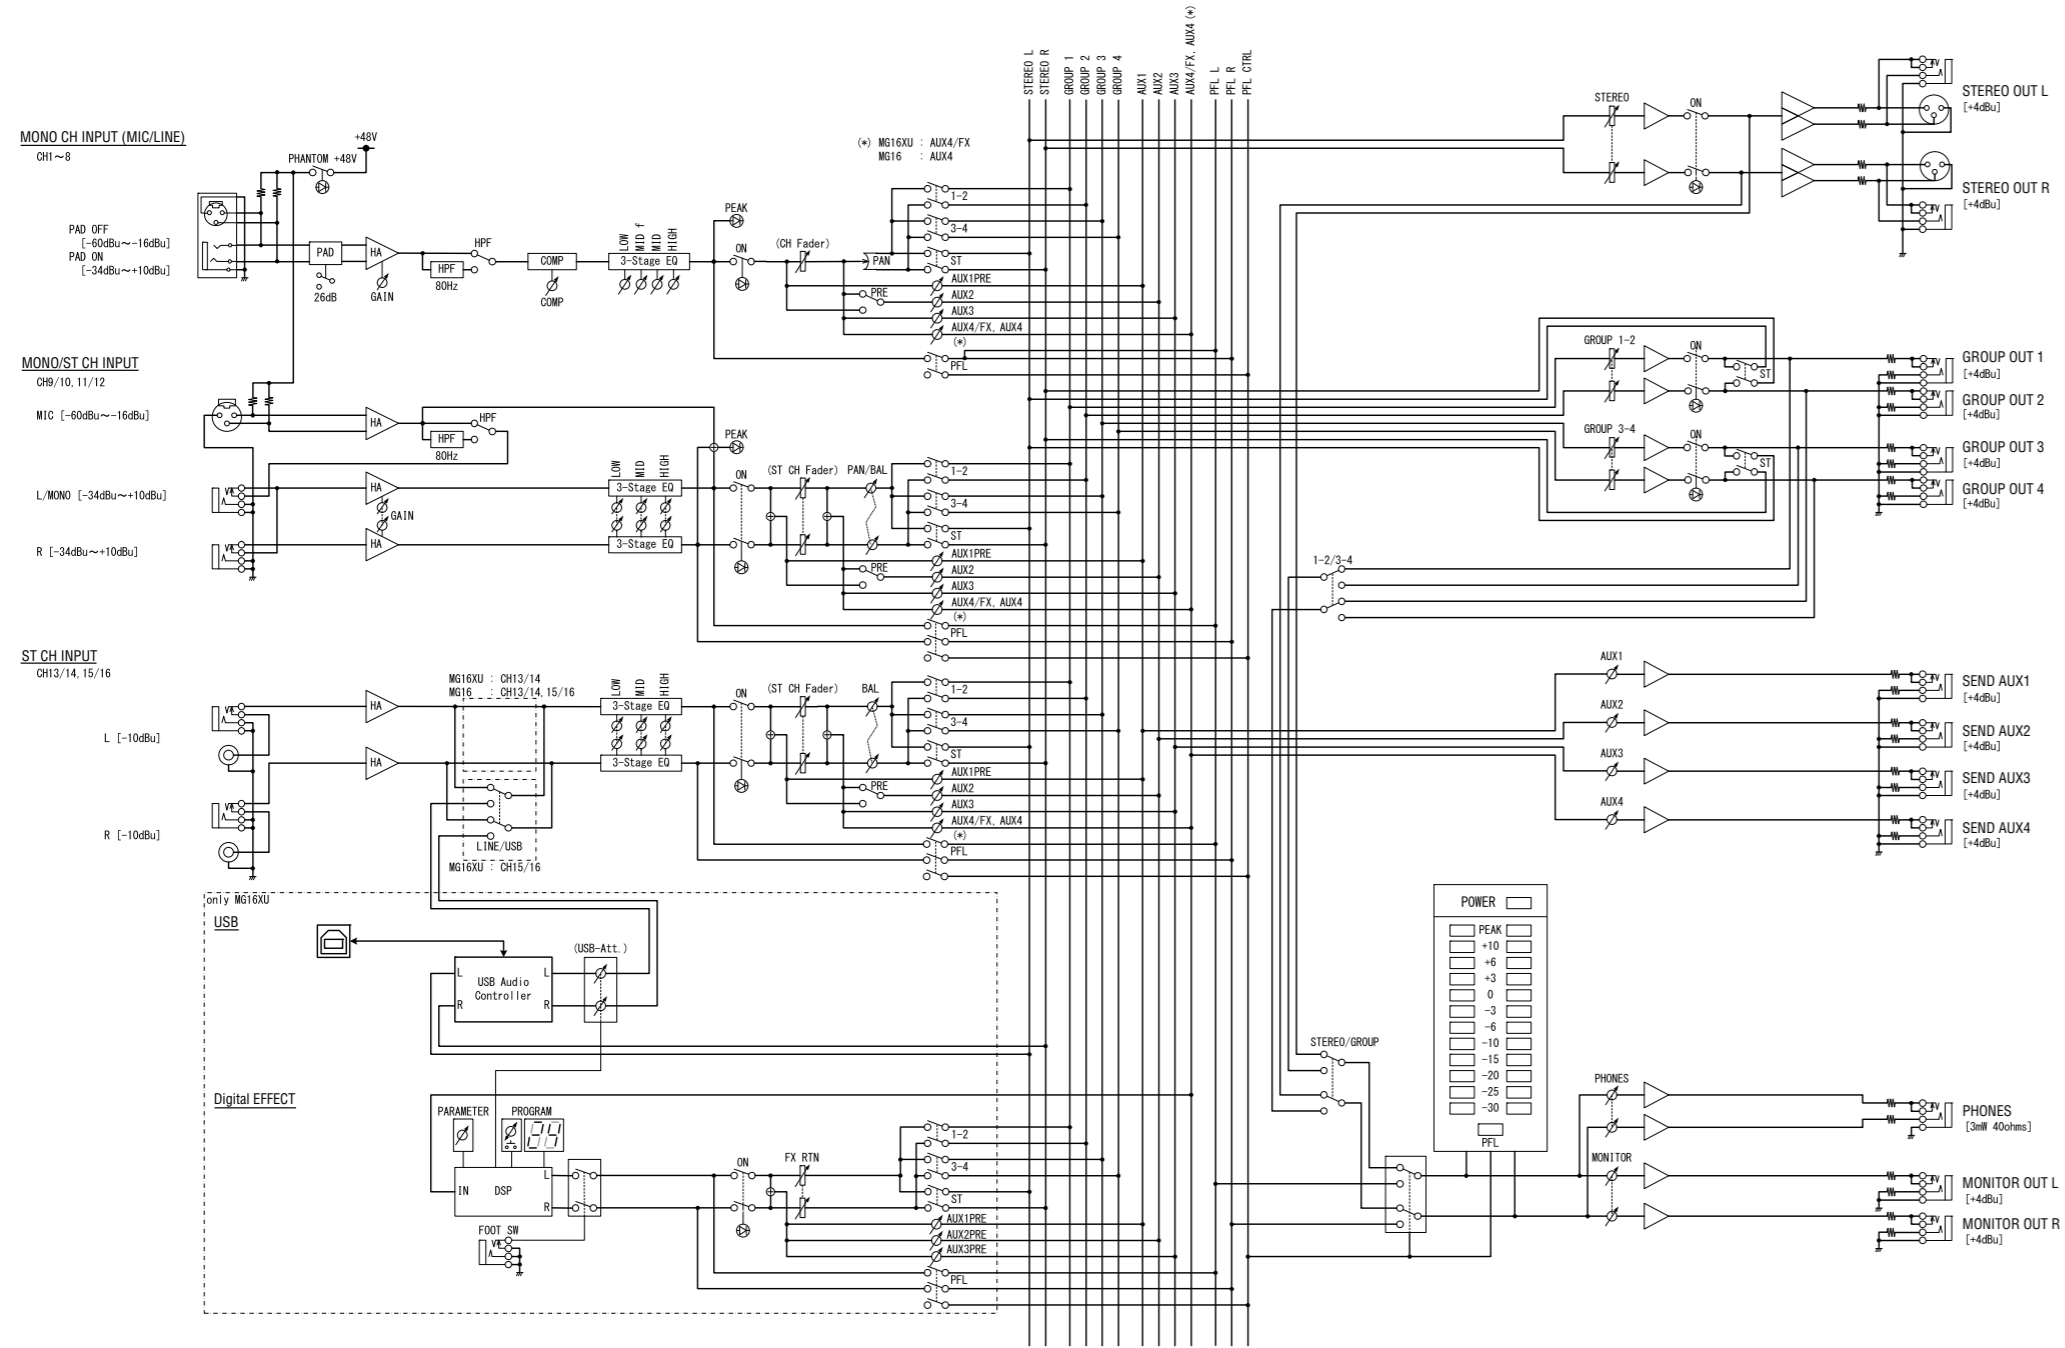 STEREO L
STEREO R
GROUP 1
GROUP 2
GROUP 3
GROUP 4
AUX1
AUX2
AUX3
AUX4/FX, AUX4 (*)
PFL L
PFL R
PFL CTRL
MONO CH INPUT (MIC/LINE)
CH1～8
+48V
PHANTOM +48V
(*) MG16XU : AUX4/FX
MG16 : AUX4
PAD OFF
[-60dBu～-16dBu]
PAD ON
[-34dBu～+10dBu]
PAD
26dB
HA
GAIN
HPF
HPF
80Hz
COMP
COMP
LOW
MID f
MID
HIGH
3-Stage EQ
PEAK
ON
(CH Fader)
PAN
1-2
3-4
ST
AUX1PRE
PRE
AUX2
AUX3
AUX4/FX, AUX4
(*)
PFL
MONO/ST CH INPUT
CH9/10, 11/12
MIC [-60dBu～-16dBu]
HA
HPF
HPF
80Hz
L/MONO [-34dBu～+10dBu]
HA
GAIN
R [-34dBu～+10dBu]
HA
LOW
MID
HIGH
3-Stage EQ
3-Stage EQ
PEAK
ON
(ST CH Fader)
PAN/BAL
1-2
3-4
ST
AUX1PRE
PRE
AUX2
AUX3
AUX4/FX, AUX4
(*)
PFL
ST CH INPUT
CH13/14, 15/16
MG16XU : CH13/14
MG16 : CH13/14, 15/16
L [-10dBu]
HA
R [-10dBu]
HA
LINE/USB
MG16XU : CH15/16
LOW
MID
HIGH
3-Stage EQ
3-Stage EQ
ON
(ST CH Fader)
BAL
1-2
3-4
ST
AUX1PRE
PRE
AUX2
AUX3
AUX4/FX, AUX4
(*)
PFL
only MG16XU
USB
L
R
USB Audio
Controller
L
R
(USB-Att.)
Digital EFFECT
PARAMETER
PROGRAM
IN
DSP
L
R
FOOT SW
ON
FX RTN
1-2
3-4
ST
AUX1PRE
AUX2PRE
AUX3PRE
PFL
STEREO
ON
STEREO OUT L
[+4dBu]
STEREO OUT R
[+4dBu]
GROUP 1-2
ON
ST
GROUP OUT 1
[+4dBu]
GROUP OUT 2
[+4dBu]
GROUP 3-4
ON
ST
GROUP OUT 3
[+4dBu]
GROUP OUT 4
[+4dBu]
1-2/3-4
AUX1
SEND AUX1
[+4dBu]
AUX2
SEND AUX2
[+4dBu]
AUX3
SEND AUX3
[+4dBu]
AUX4
SEND AUX4
[+4dBu]
POWER
PEAK
+10
+6
+3
0
-3
-6
-10
-15
-20
-25
-30
PFL
STEREO/GROUP
PHONES
PHONES
[3mW 40ohms]
MONITOR
MONITOR OUT L
[+4dBu]
MONITOR OUT R
[+4dBu]